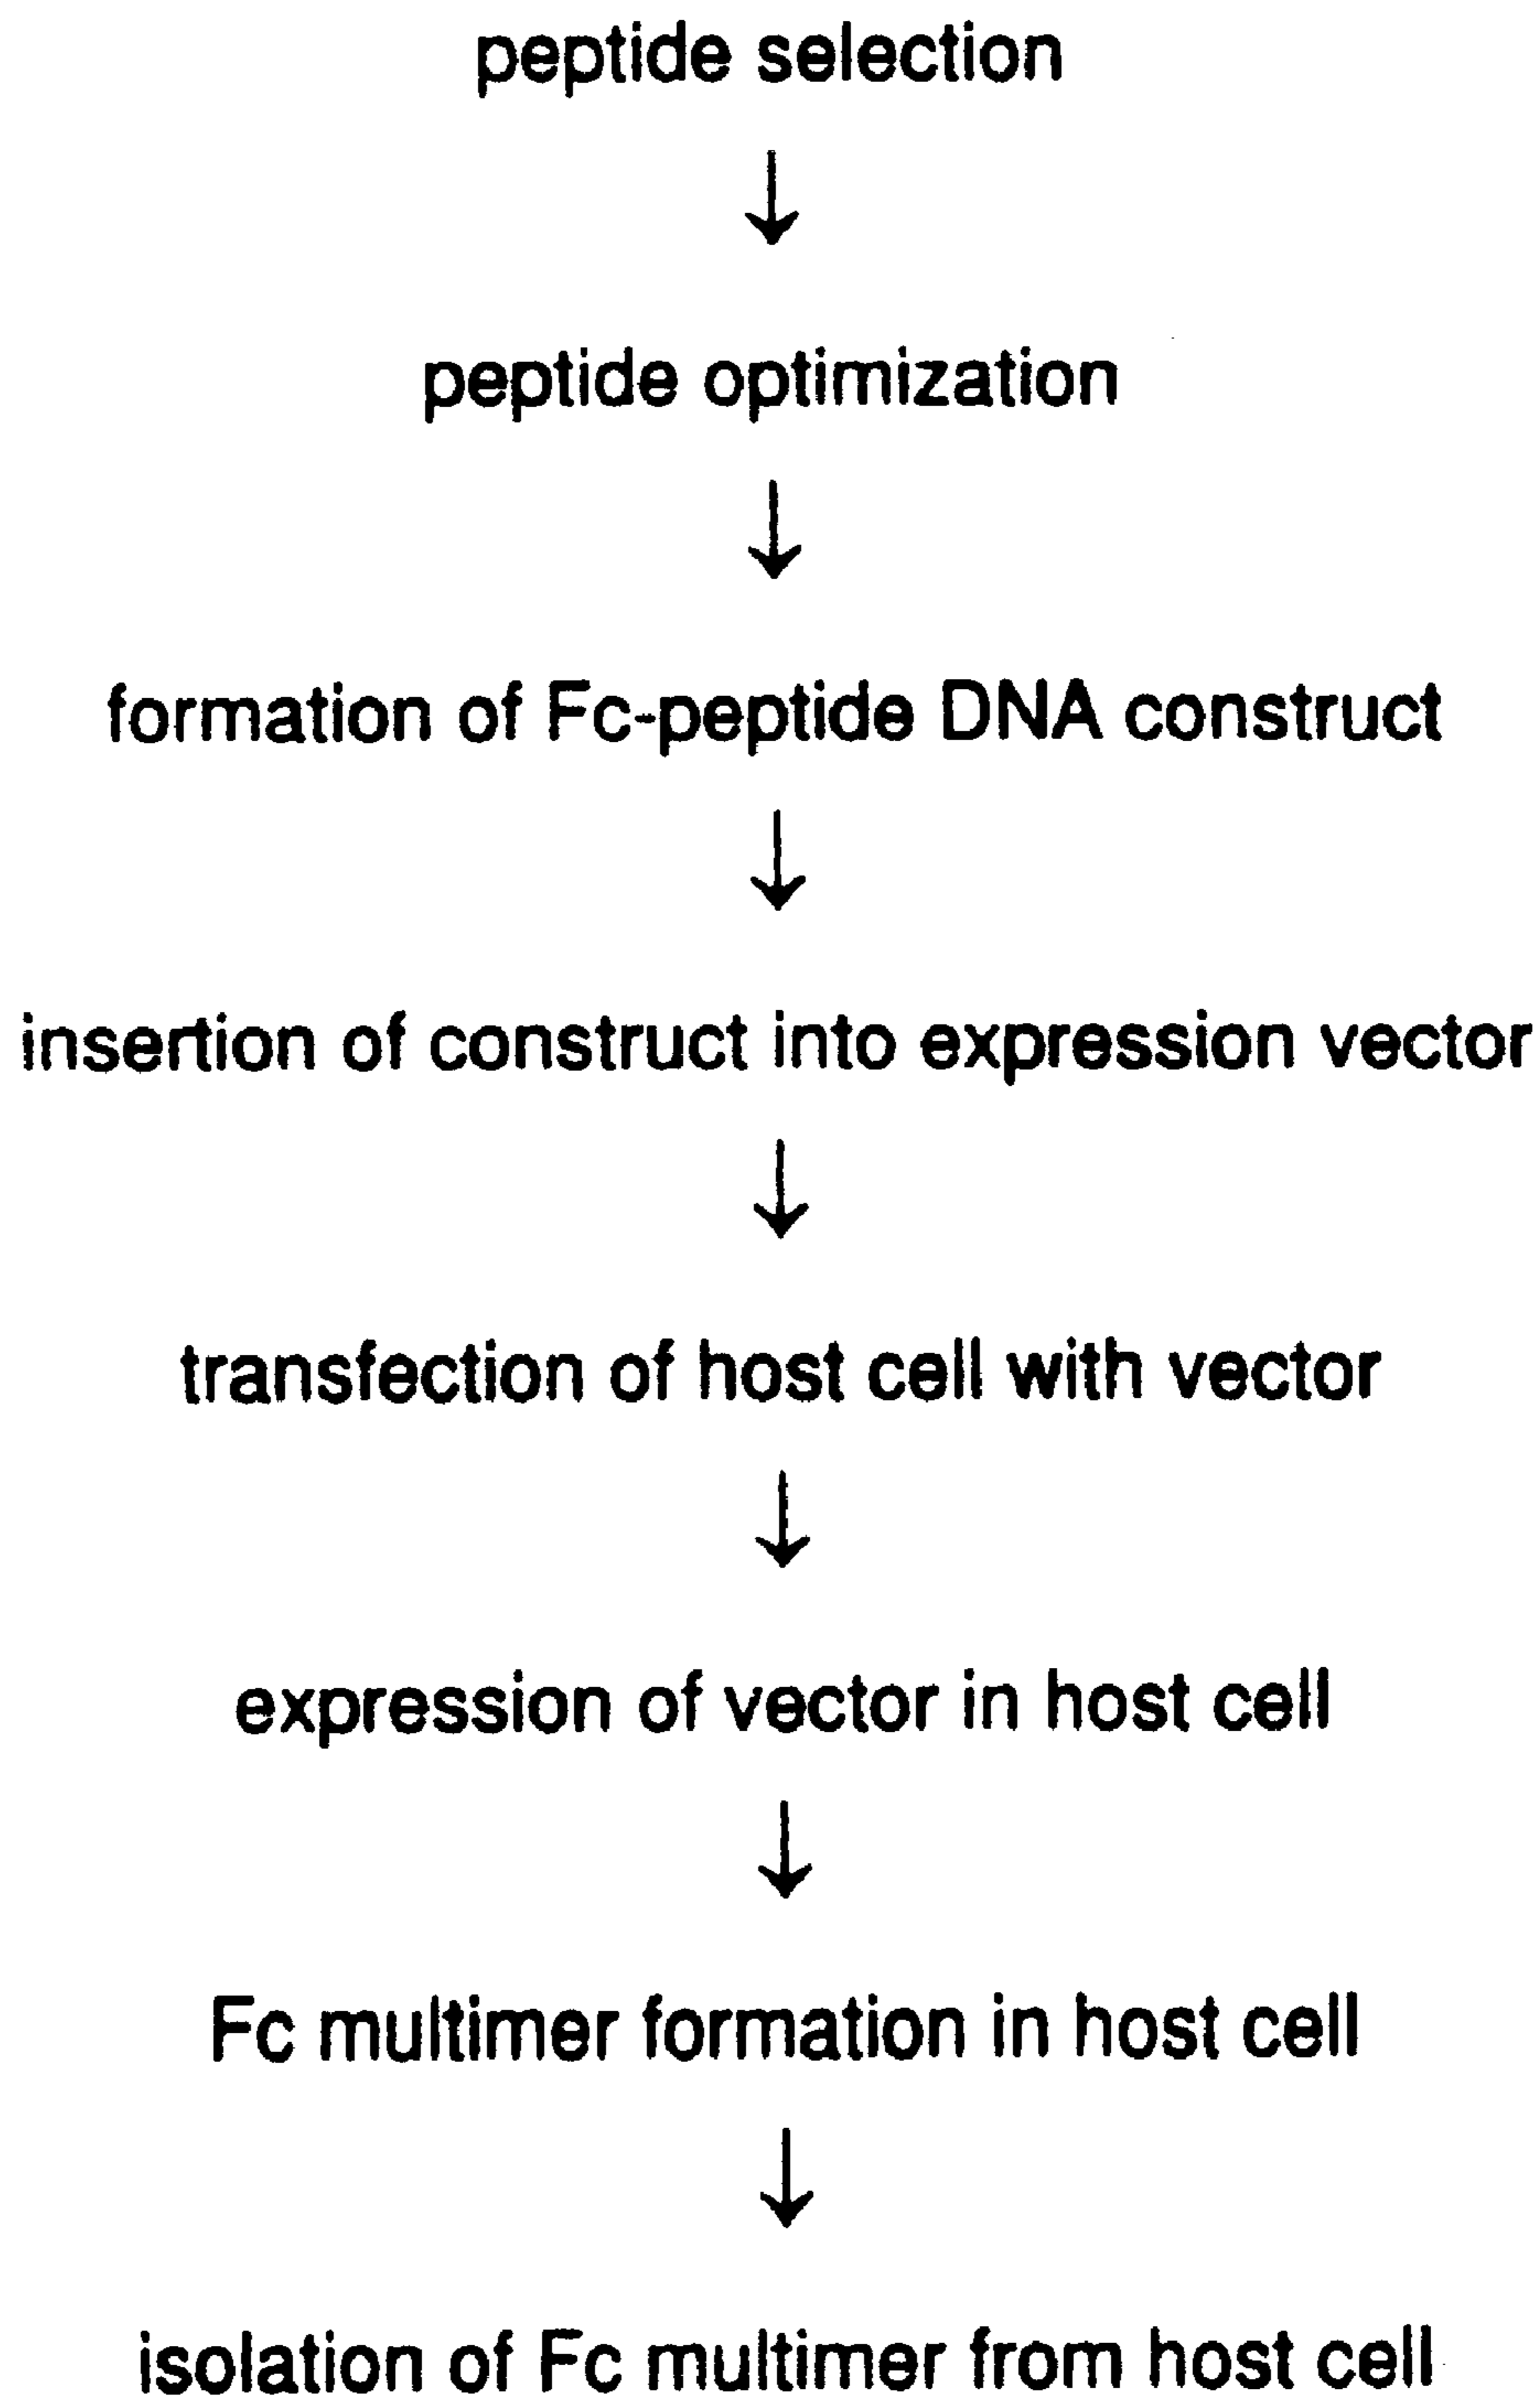 peptide selection
peptide optimization
formation of Fc-peptide DNA construct
insertion of construct into expression vector
transfection of host cell with vector
expression of vector in host cell
Fc multimer formation in host cell
isolation of Fc multimer from host cell